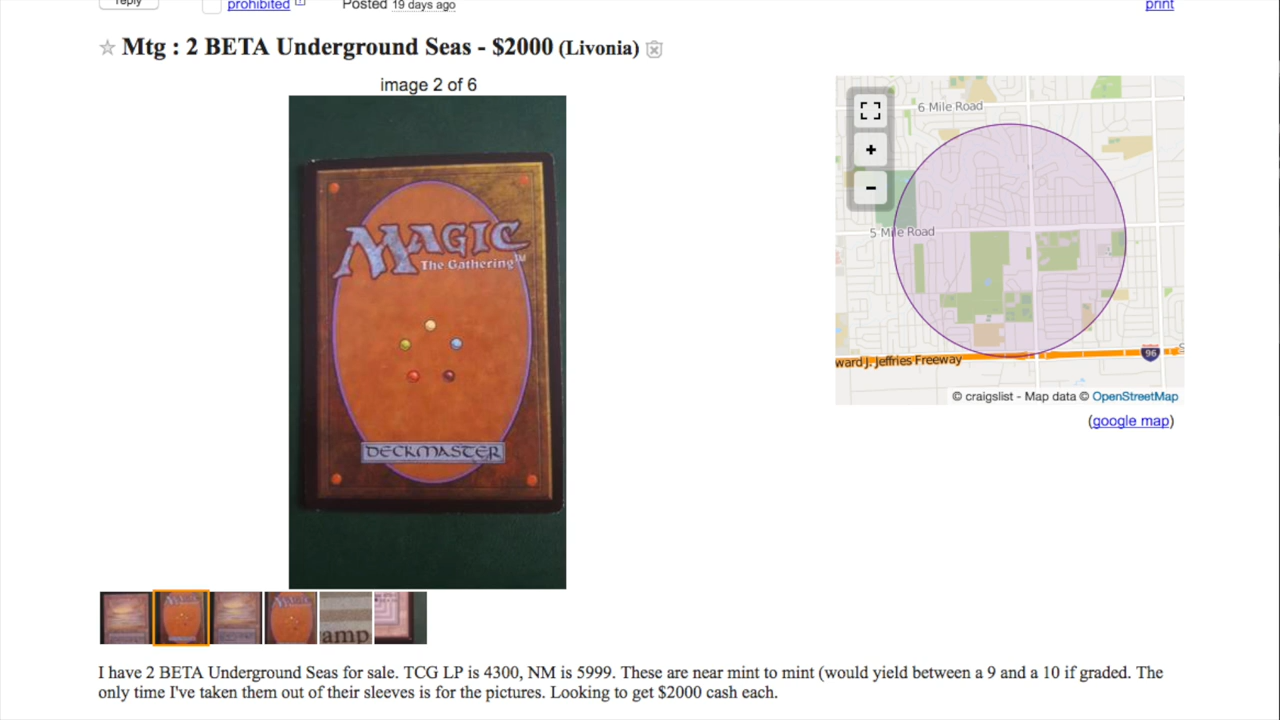 reply
prohibited
Posted 19 days ago
print
Mtg : 2 BETA Underground Seas - $2000 (Livonia)
image 2 of 6
MAGIC
The Gathering™
DECKMASTER
6 Mile Road
+
5 Mile Road
-
ward J. Jeffries Freeway
96
© craigslist - Map data © OpenStreetMap
(google map)
MAGIC
MAGIC
amp
I have 2 BETA Underground Seas for sale. TCG LP is 4300, NM is 5999. These are near mint to mint (would yield between a 9 and a 10 if graded. The
only time I've taken them out of their sleeves is for the pictures. Looking to get $2000 cash each.